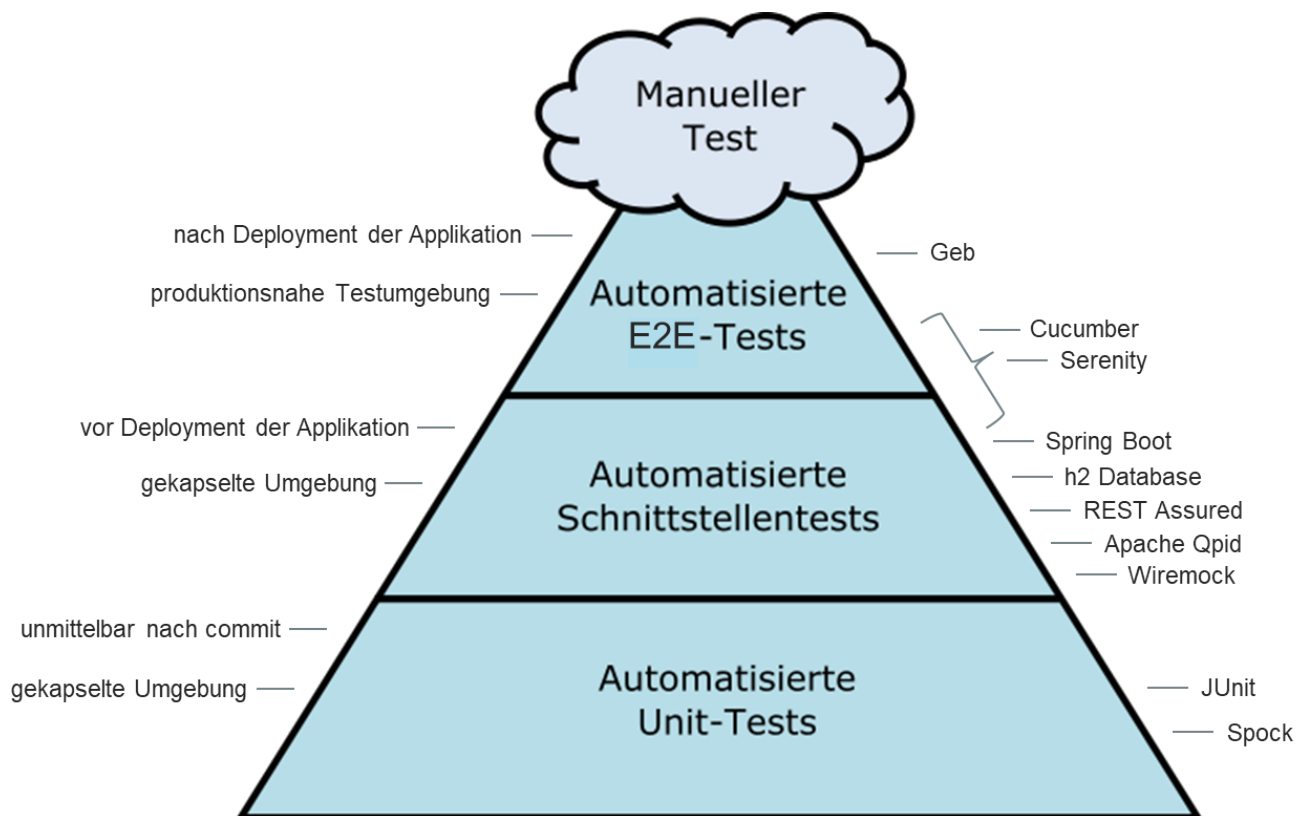 Manueller
Test
nach Deployment der Applikation
Geb
produktionsnahe Testumgebung
Automatisierte
E2E-Tests
Cucumber
Serenity
vor Deployment der Applikation
gekapselte Umgebung
Automatisierte
Schnittstellentests
Spring Boot
h2 Database
REST Assured
Apache Qpid
Wiremock
unmittelbar nach commit
gekapselte Umgebung
Automatisierte
Unit-Tests
JUnit
Spock